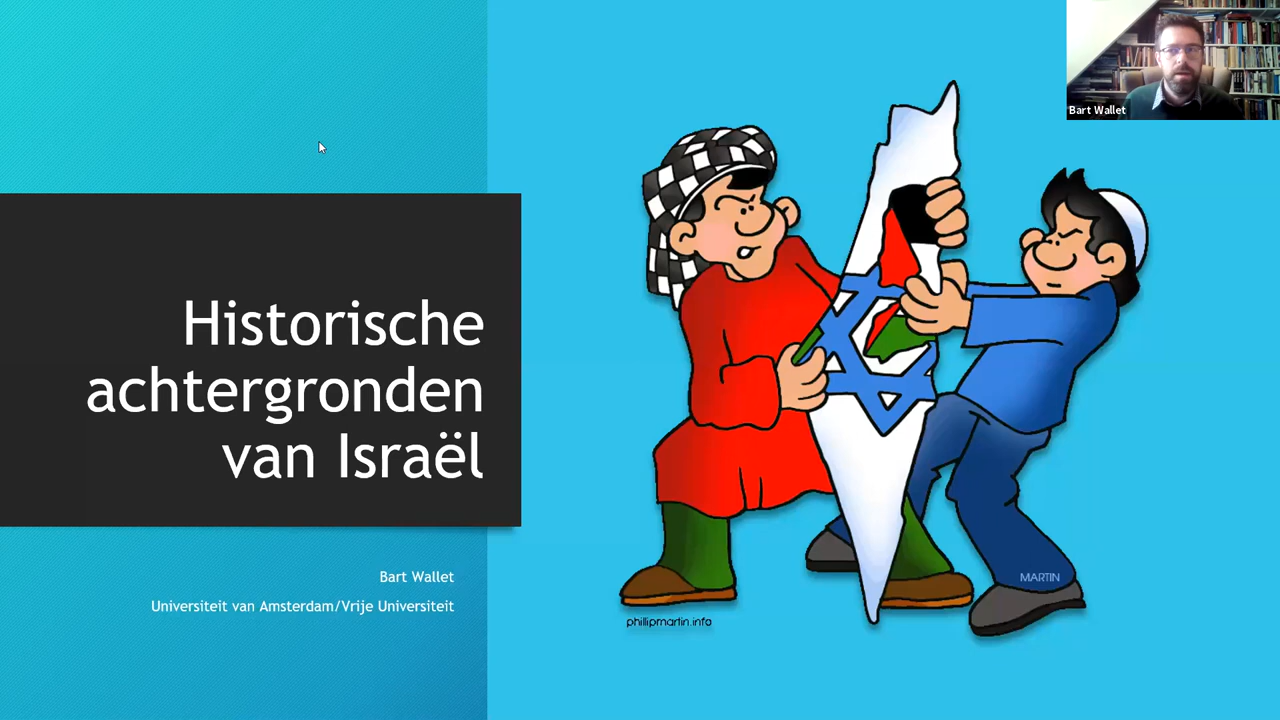 Bart Wallet
Historische
achtergronden
van Israël
Bart Wallet
Universiteit van Amsterdam/Vrije Universiteit
MARTIN
phillipmartin.info